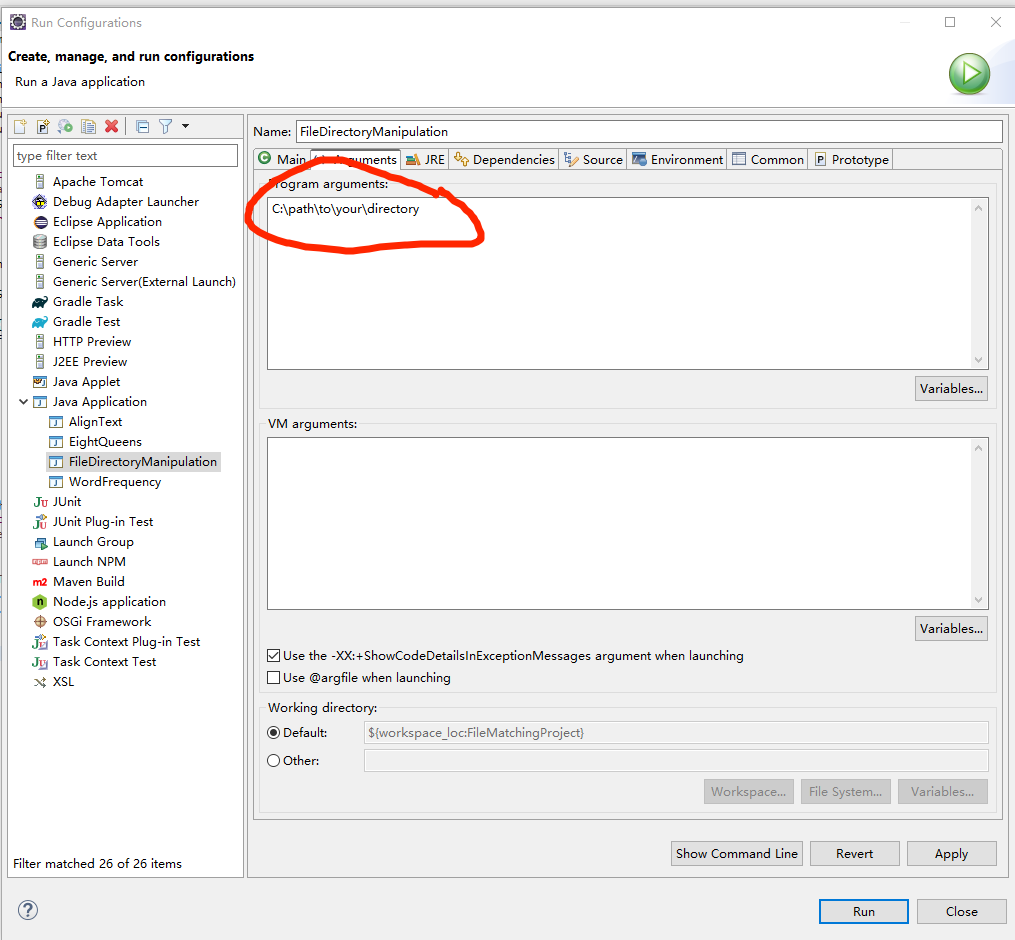 Run Configurations
Create, manage, and run configurations
Run a Java application
Name: FileDirectoryManipulation
type filter text
Main Arguments JRE Dependencies Source Environment Common Prototype
Apache Tomcat
Debug Adapter Launcher
Eclipse Application
Eclipse Data Tools
Generic Server
Generic Server(External Launch)
Gradle Task
Gradle Test
HTTP Preview
J2EE Preview
Java Applet
Java Application
AlignText
EightQueens
FileDirectoryManipulation
WordFrequency
JUnit
JUnit Plug-in Test
Launch Group
Launch NPM
Maven Build
Node.js application
OSGi Framework
Task Context Plug-in Test
Task Context Test
XSL
Filter matched 26 of 26 items
Program arguments:
C:\path\to\your\directory
Variables...
VM arguments:
Variables...
Use the -XX:+ShowCodeDetailsInExceptionMessages argument when launching
Use @argfile when launching
Working directory:
Default: ${workspace_loc:FileMatchingProject}
Other:
Workspace... File System... Variables...
Show Command Line Revert Apply
Run Close